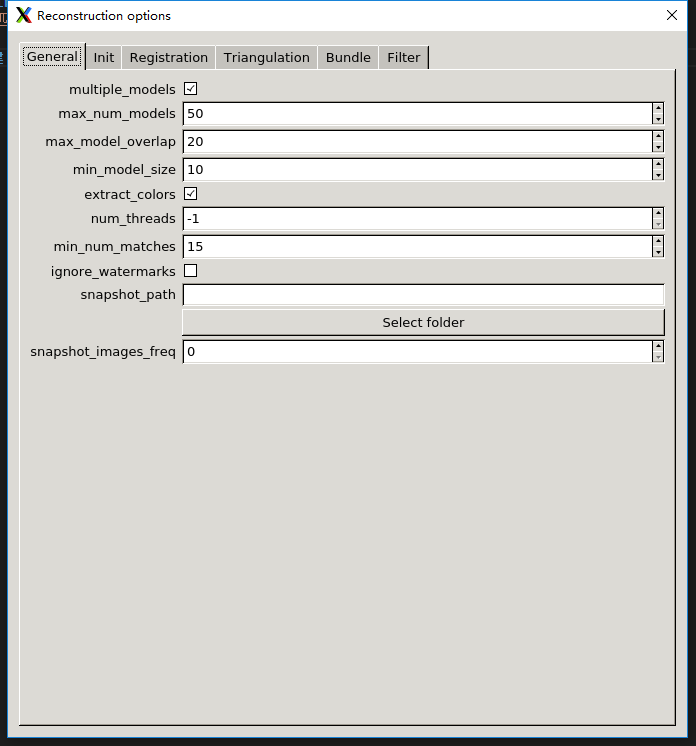 Reconstruction options
General Init Registration Triangulation Bundle Filter
multiple_models
max_num_models 50
max_model_overlap 20
min_model_size 10
extract_colors
num_threads -1
min_num_matches 15
ignore_watermarks
snapshot_path
Select folder
snapshot_images_freq 0